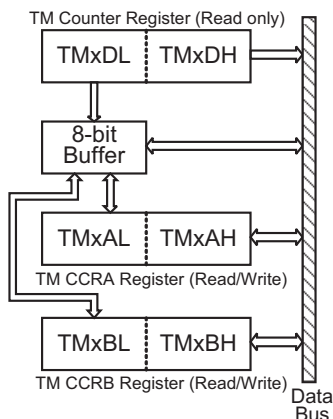 TM Counter Register (Read only)
TMxDL TMxDH
8-bit
Buffer
TMxAL TMxAH
TM CCRA Register (Read/Write)
TMxBL TMxBH
TM CCRB Register (Read/Write)
Data
Bus